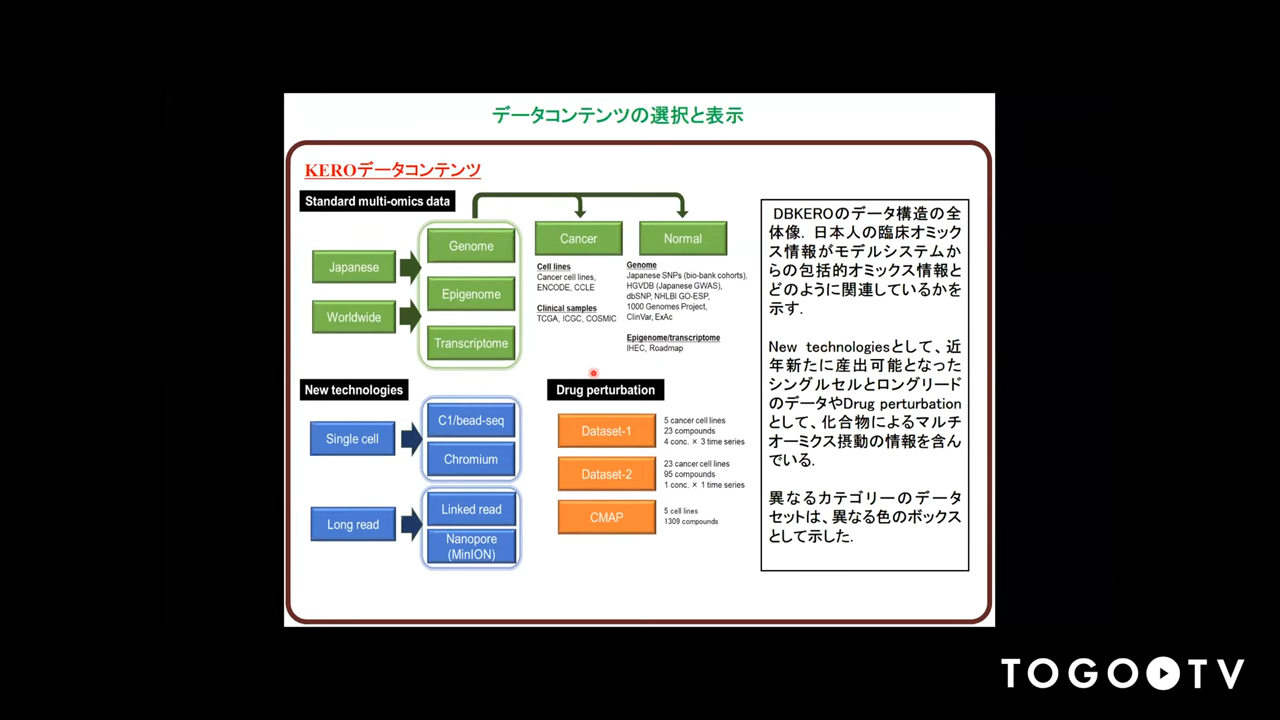 データコンテンツの選択と表示
KEROデータコンテンツ
Standard multi-omics data
Japanese
Worldwide
Genome
Epigenome
Transcriptome
Cancer
Normal
Cell lines
Cancer cell lines,
ENCODE, CCLE
Clinical samples
TCGA, ICGC, COSMIC
Genome
Japanese SNPs (bio-bank cohorts),
HGVDB (Japanese GWAS),
dbSNP, NHLBI GO-ESP,
1000 Genomes Project,
ClinVar, ExAc
Epigenome/transcriptome
IHEC, Roadmap
New technologies
Single cell
C1/bead-seq
Chromium
Long read
Linked read
Nanopore
(MinION)
Drug perturbation
Dataset-1
5 cancer cell lines
23 compounds
4 conc. × 3 time series
Dataset-2
23 cancer cell lines
95 compounds
1 conc. × 1 time series
CMAP
5 cell lines
1309 compounds
DBKEROのデータ構造の全
体像. 日本人の臨床オミック
ス情報がモデルシステムか
らの包括的オミックス情報と
どのように関連しているかを
示す.
New technologiesとして、近
年新たに産出可能となった
シングルセルとロングリード
のデータやDrug perturbation
として、化合物によるマルチ
オーミクス摂動の情報を含ん
でいる.
異なるカテゴリーのデータ
セットは、異なる色のボックス
として示した.
TOGO TV